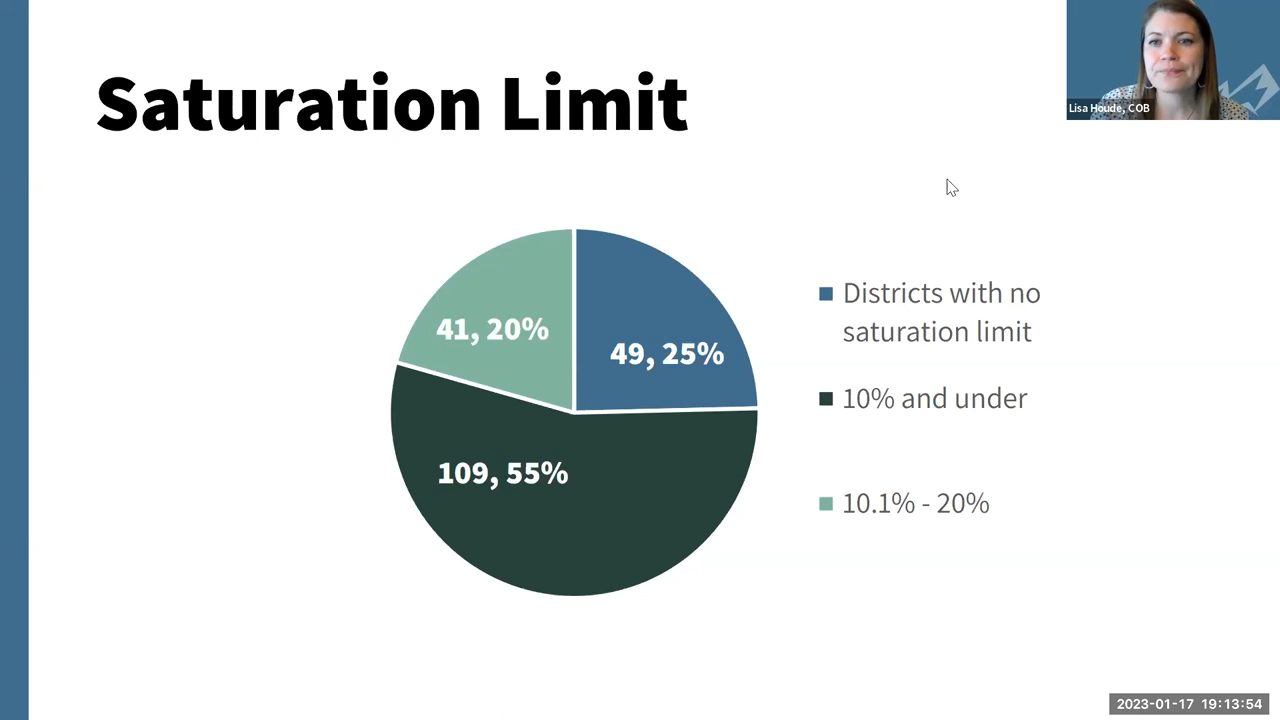 Saturation Limit
Lisa Houde, COB
41, 20%
49, 25%
109, 55%
Districts with no
saturation limit
10% and under
10.1% - 20%
2023-01-17 19:13:54